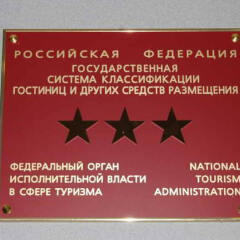 РОССИЙСКАЯ ФЕДЕРАЦИЯ
ГОСУДАРСТВЕННАЯ
СИСТЕМА КЛАССИФИКАЦИИ
ГОСТИНИЦ И ДРУГИХ СРЕДСТВ РАЗМЕЩЕНИЯ
ФЕДЕРАЛЬНЫЙ ОРГАН
ИСПОЛНИТЕЛЬНОЙ ВЛАСТИ
В СФЕРЕ ТУРИЗМА
NATIONAL
TOURISM
ADMINISTRATION